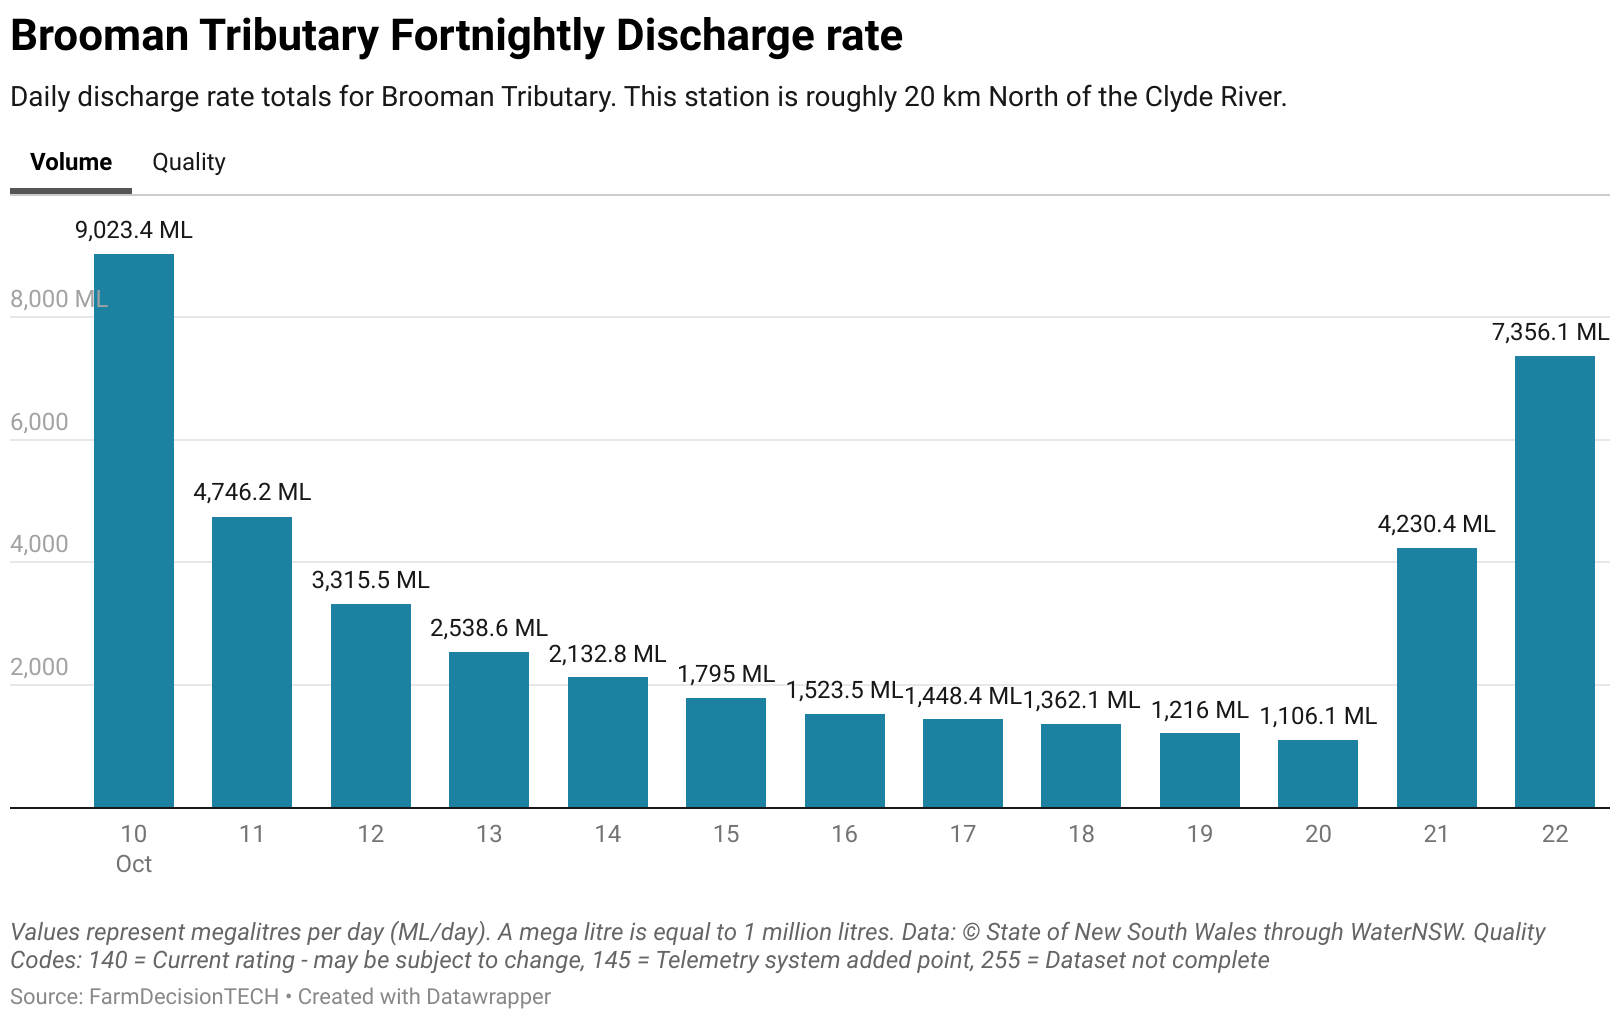 Brooman Tributary Fortnightly Discharge rate
Daily discharge rate totals for Brooman Tributary. This station is roughly 20 km North of the Clyde River.
Volume Quality
9,023.4 ML
8,000 ML
7,356.1 ML
6,000
4,746.2 ML
4,230.4 ML
4,000
3,315.5 ML
2,538.6 ML
2,132.8 ML
2,000
1,795 ML
1,523.5 ML
1,448.4 ML
1,362.1 ML
1,216 ML
1,106.1 ML
10 11 12 13 14 15 16 17 18 19 20 21 22
Oct
Values represent megalitres per day (ML/day). A mega litre is equal to 1 million litres. Data: © State of New South Wales through WaterNSW. Quality
Codes: 140 = Current rating - may be subject to change, 145 = Telemetry system added point, 255 = Dataset not complete
Source: FarmDecisionTECH • Created with Datawrapper